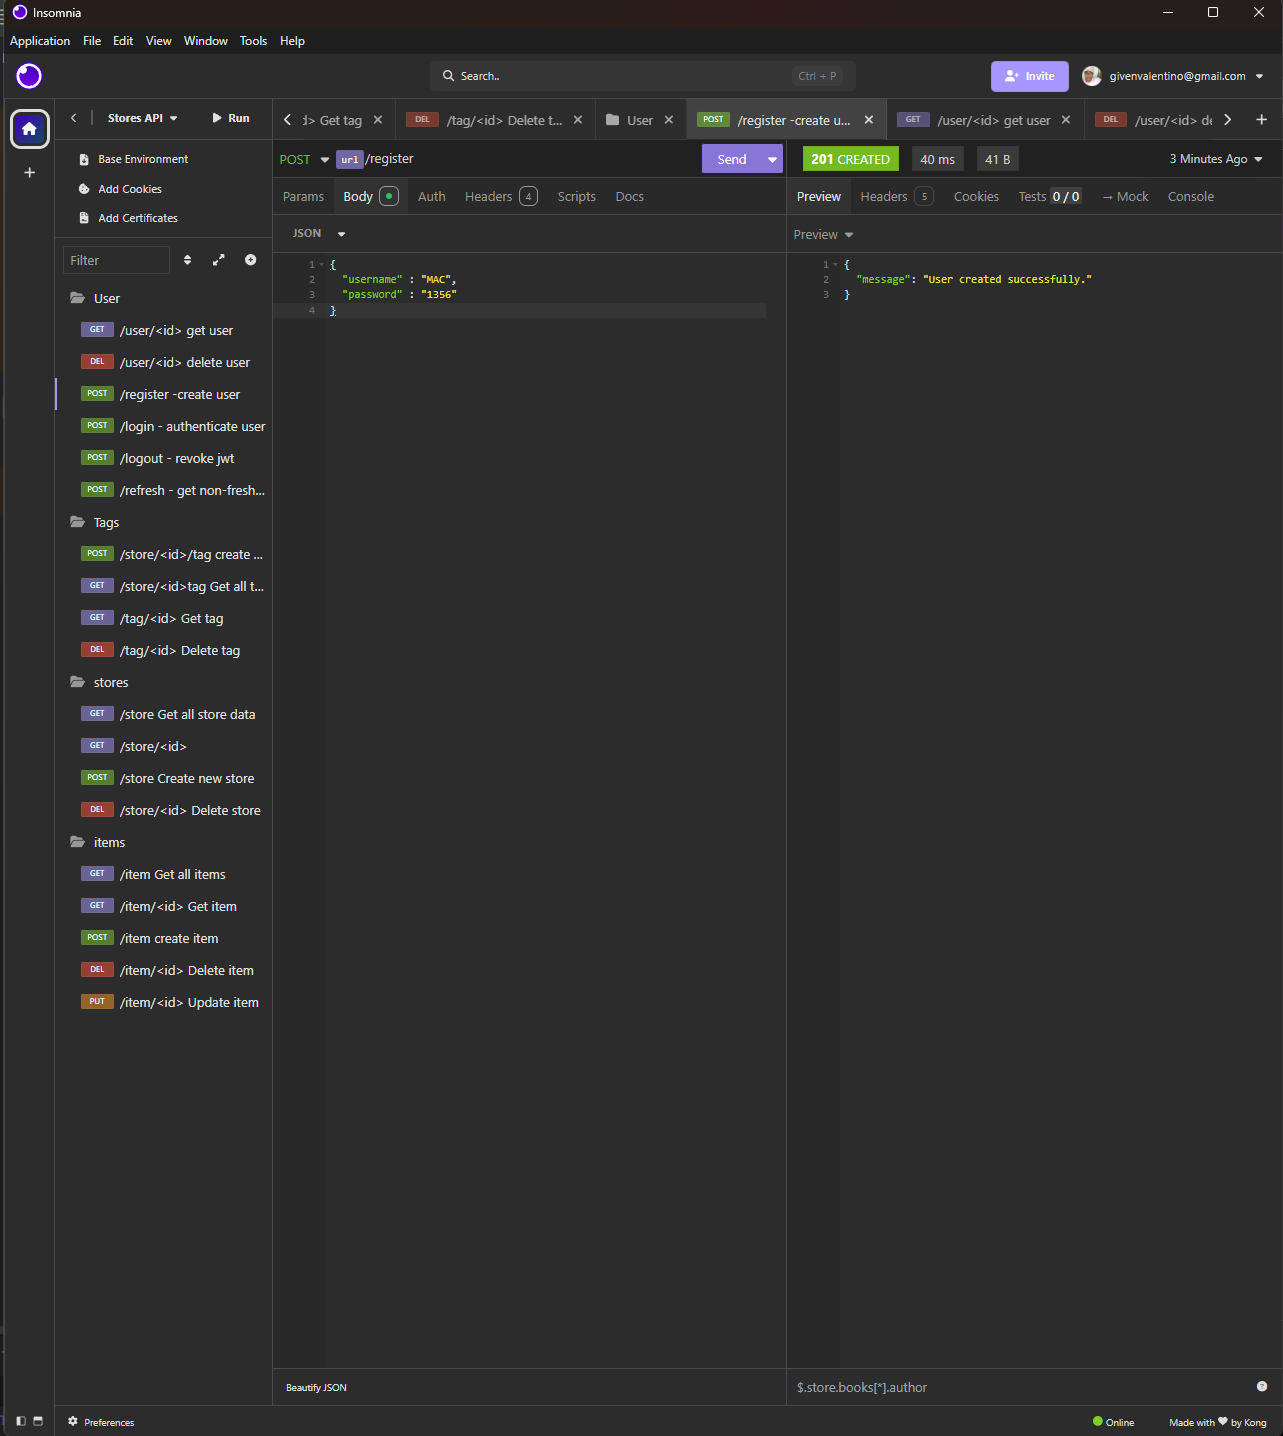 Insomnia
Application File Edit View Window Tools Help
Search.. Ctrl + P
Invite
givenvalentino@gmail.com
Stores API
Run
Get tag
DEL /tag/<id> Delete t...
User
POST /register -create u...
GET /user/<id> get user
DEL /user/<id> de
Base Environment
Add Cookies
Add Certificates
Filter
User
GET /user/<id> get user
DEL /user/<id> delete user
POST /register -create user
POST /login - authenticate user
POST /logout - revoke jwt
POST /refresh - get non-fresh...
Tags
POST /store/<id>/tag create ...
GET /store/<id>tag Get all t...
GET /tag/<id> Get tag
DEL /tag/<id> Delete tag
stores
GET /store Get all store data
GET /store/<id>
POST /store Create new store
DEL /store/<id> Delete store
items
GET /item Get all items
GET /item/<id> Get item
POST /item create item
DEL /item/<id> Delete item
PUT /item/<id> Update item
POST url /register
Send
Params Body Auth Headers 4 Scripts Docs
JSON
1 {
2 "username" : "MAC",
3 "password" : "1356"
4 }
201 CREATED 40 ms 41 B 3 Minutes Ago
Preview Headers 5 Cookies Tests 0 / 0 → Mock Console
Preview
1 {
2 "message": "User created successfully."
3 }
Beautify JSON
$.store.books[*].author
Preferences
Online
Made with ♥ by Kong